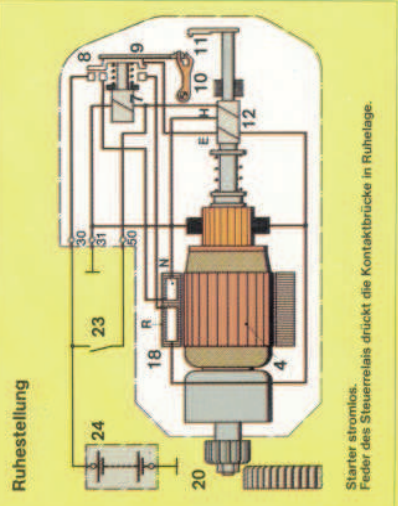 Ruhestellung
24
23
30
31
50
8
9
7
10
11
H
E
12
R
N
18
4
20
Starter stromlos.
Feder des Steuerrelais drückt die Kontaktbrücke in Ruhelage.